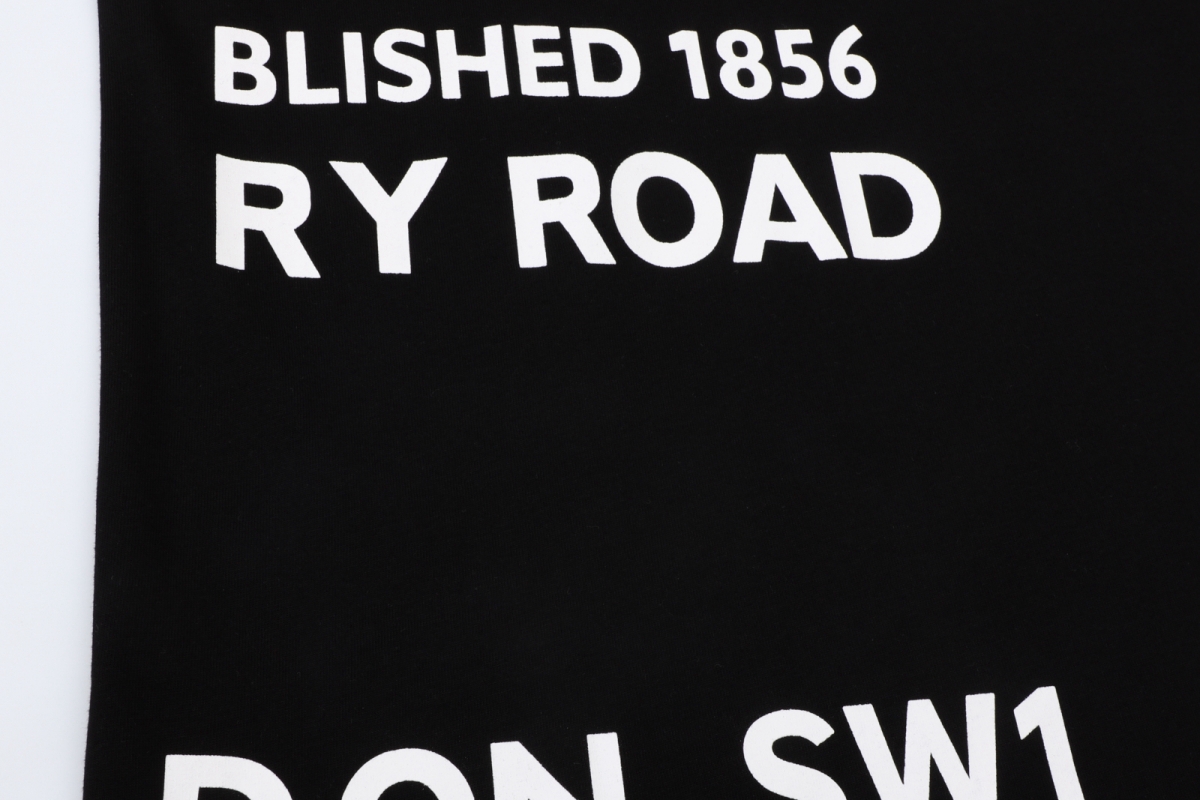 BLISHED 1856
RY ROAD
DON SW1